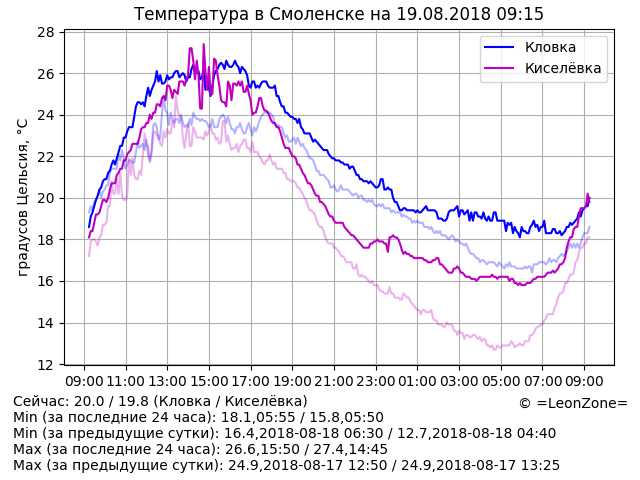 Температура в Смоленске на 19.08.2018 09:15
градусов Цельсия, °C
28
26
24
22
20
18
16
14
12
Кловка
Киселёвка
09:00 11:00 13:00 15:00 17:00 19:00 21:00 23:00 01:00 03:00 05:00 07:00 09:00
Сейчас: 20.0 / 19.8 (Кловка / Киселёвка)
© =LeonZone=
Min (за последние 24 часа): 18.1,05:55 / 15.8,05:50
Min (за предыдущие сутки): 16.4,2018-08-18 06:30 / 12.7,2018-08-18 04:40
Max (за последние 24 часа): 26.6,15:50 / 27.4,14:45
Max (за предыдущие сутки): 24.9,2018-08-17 12:50 / 24.9,2018-08-17 13:25